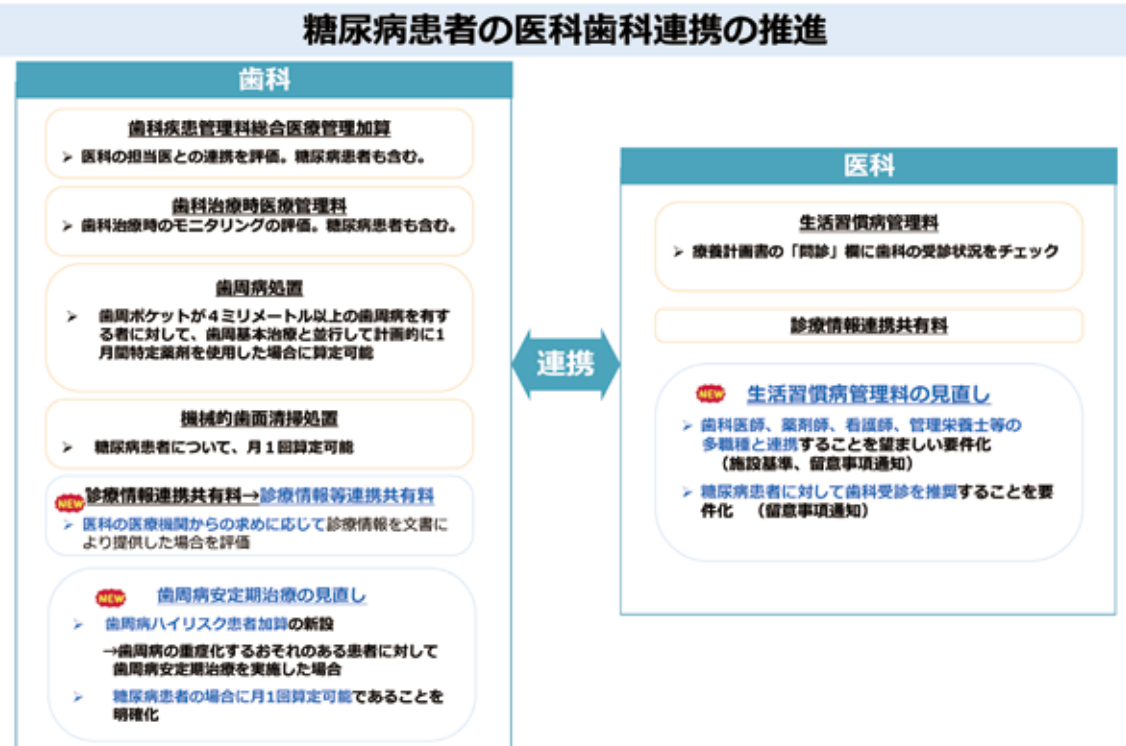 糖尿病患者の医科歯科連携の推進
歯科
歯科疾患管理料総合医療管理加算
➢ 医科の担当医との連携を評価。糖尿病患者も含む。
歯科治療時医療管理料
➢ 歯科治療時のモニタリングの評価。糖尿病患者も含む。
歯周病処置
➢ 歯周ポケットが４ミリメートル以上の歯周病を有す
る者に対して、歯周基本治療と並行して計画的に1
月間特定薬剤を使用した場合に算定可能
機械的歯面清掃処置
➢ 糖尿病患者について、月１回算定可能
NEW 診療情報連携共有料→診療情報等連携共有料
➢ 医科の医療機関からの求めに応じて診療情報を文書に
より提供した場合を評価
NEW 歯周病安定期治療の見直し
➢ 歯周病ハイリスク患者加算の新設
→歯周病の重症化するおそれのある患者に対して
歯周病安定期治療を実施した場合
➢ 糖尿病患者の場合に月1回算定可能であることを
明確化
連携
医科
生活習慣病管理料
➢ 療養計画書の「問診」欄に歯科の受診状況をチェック
診療情報連携共有料
NEW 生活習慣病管理料の見直し
➢ 歯科医師、薬剤師、看護師、管理栄養士等の
多職種と連携することを望ましい要件化
（施設基準、留意事項通知）
➢ 糖尿病患者に対して歯科受診を推奨することを要
件化　（留意事項通知）